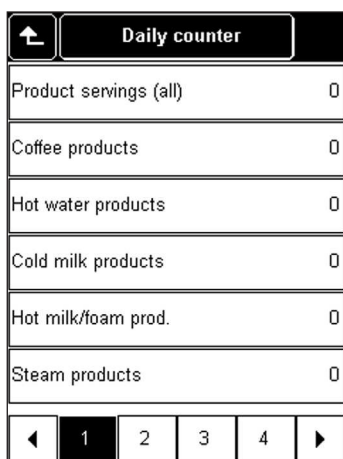 Daily counter
Product servings (all) 0
Coffee products 0
Hot water products 0
Cold milk products 0
Hot milk/foam prod. 0
Steam products 0
1 2 3 4